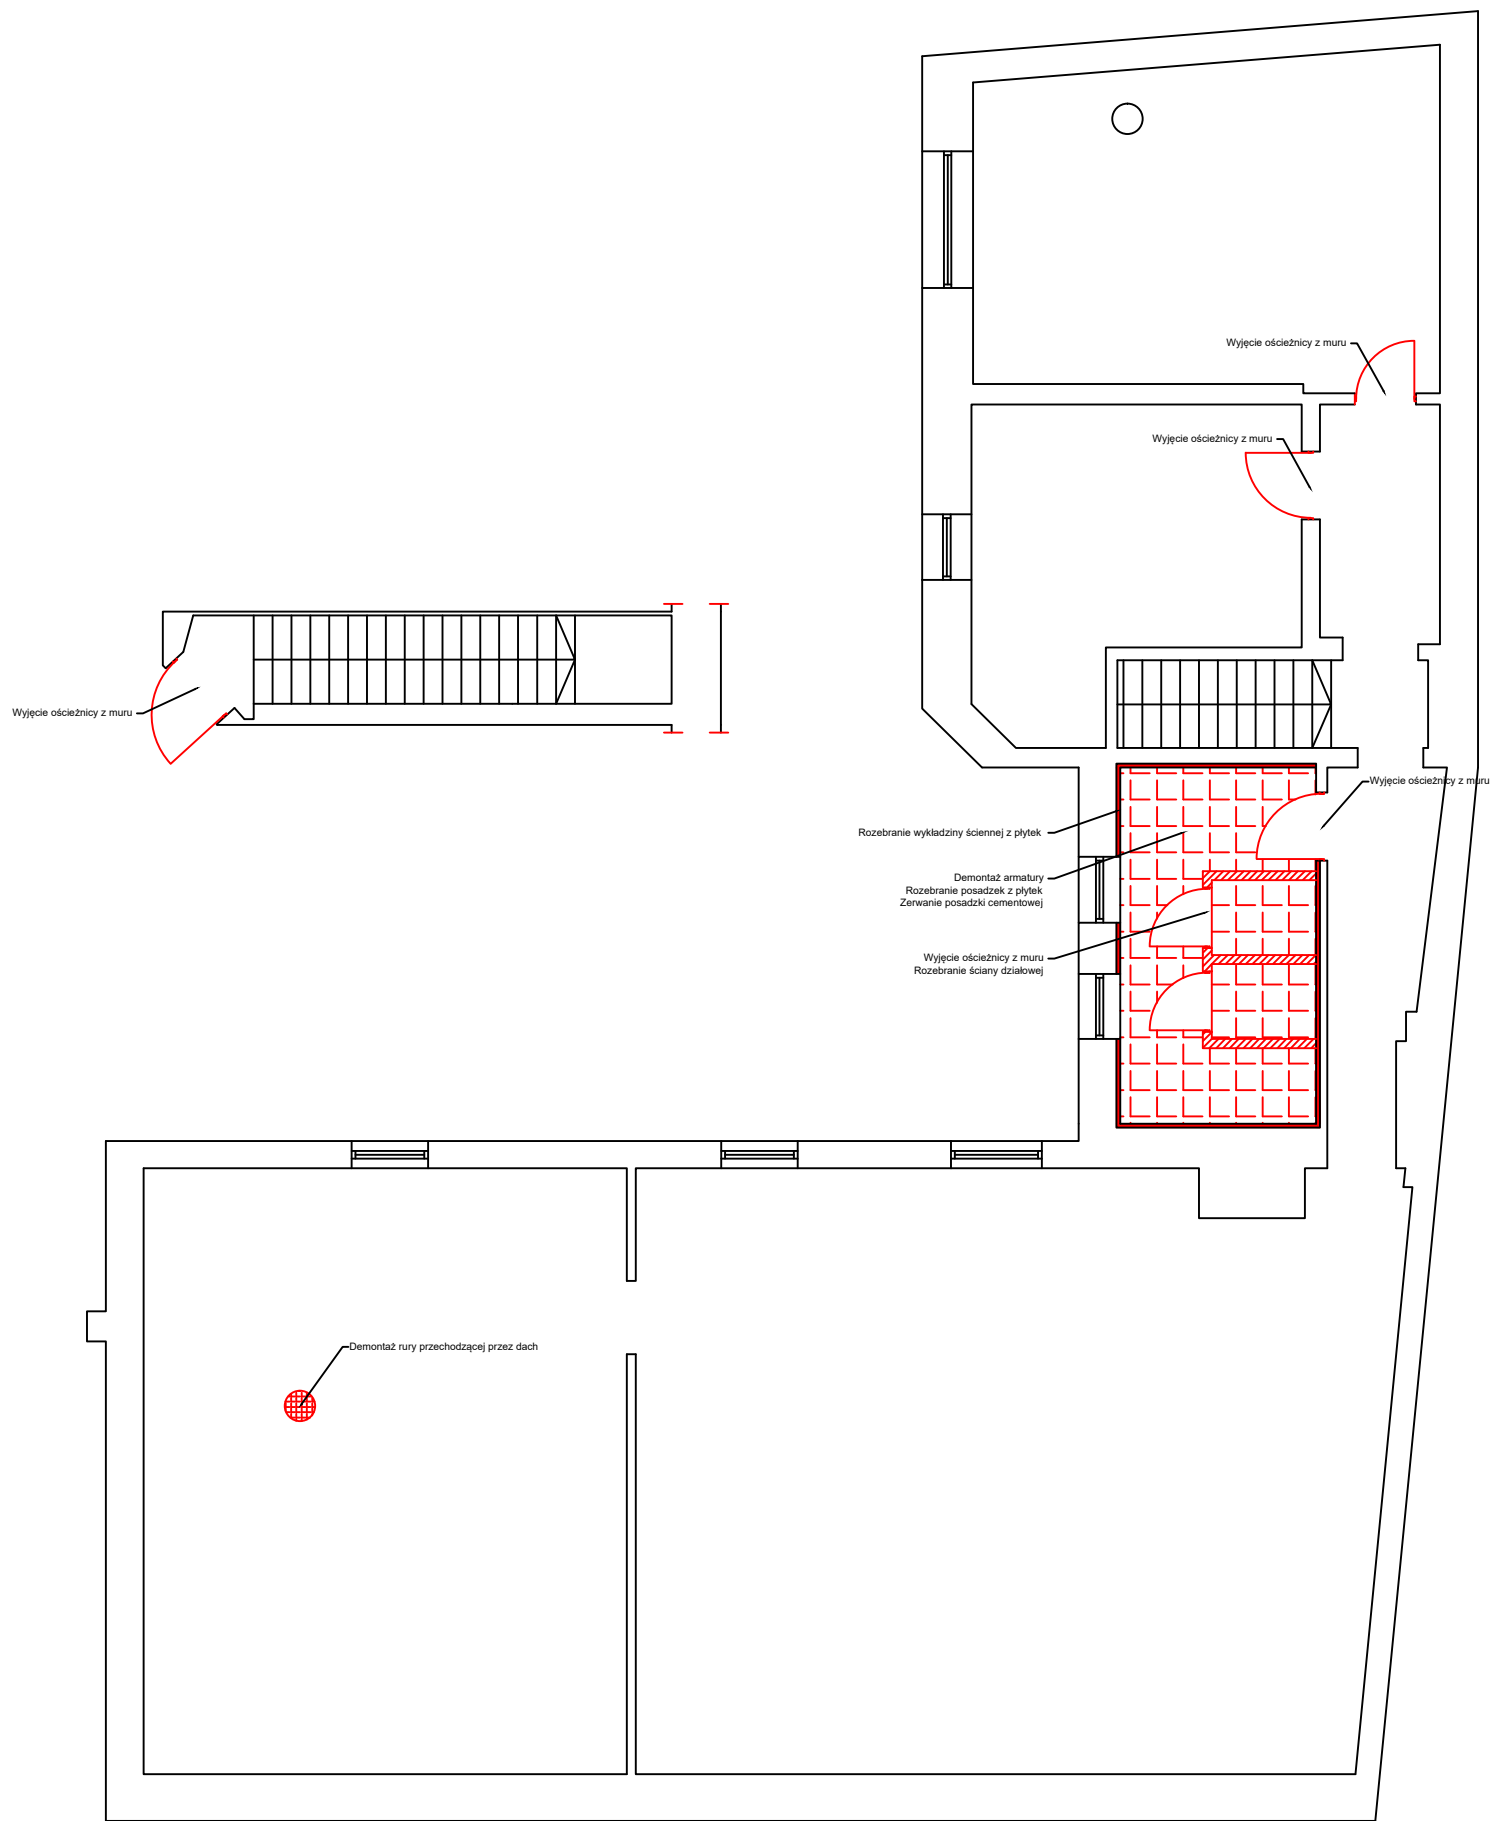 Wyjęcie ościeżnicy z muru
Wyjęcie ościeżnicy z muru
Wyjęcie ościeżnicy z muru
Wyjęcie ościeżnicy z muru
Rozebranie wykładziny ściennej z płytek
Demontaż armatury
Rozebranie posadzek z płytek
Zerwanie posadzki cementowej
Wyjęcie ościeżnicy z muru
Rozebranie ściany działowej
Demontaż rury przechodzącej przez dach